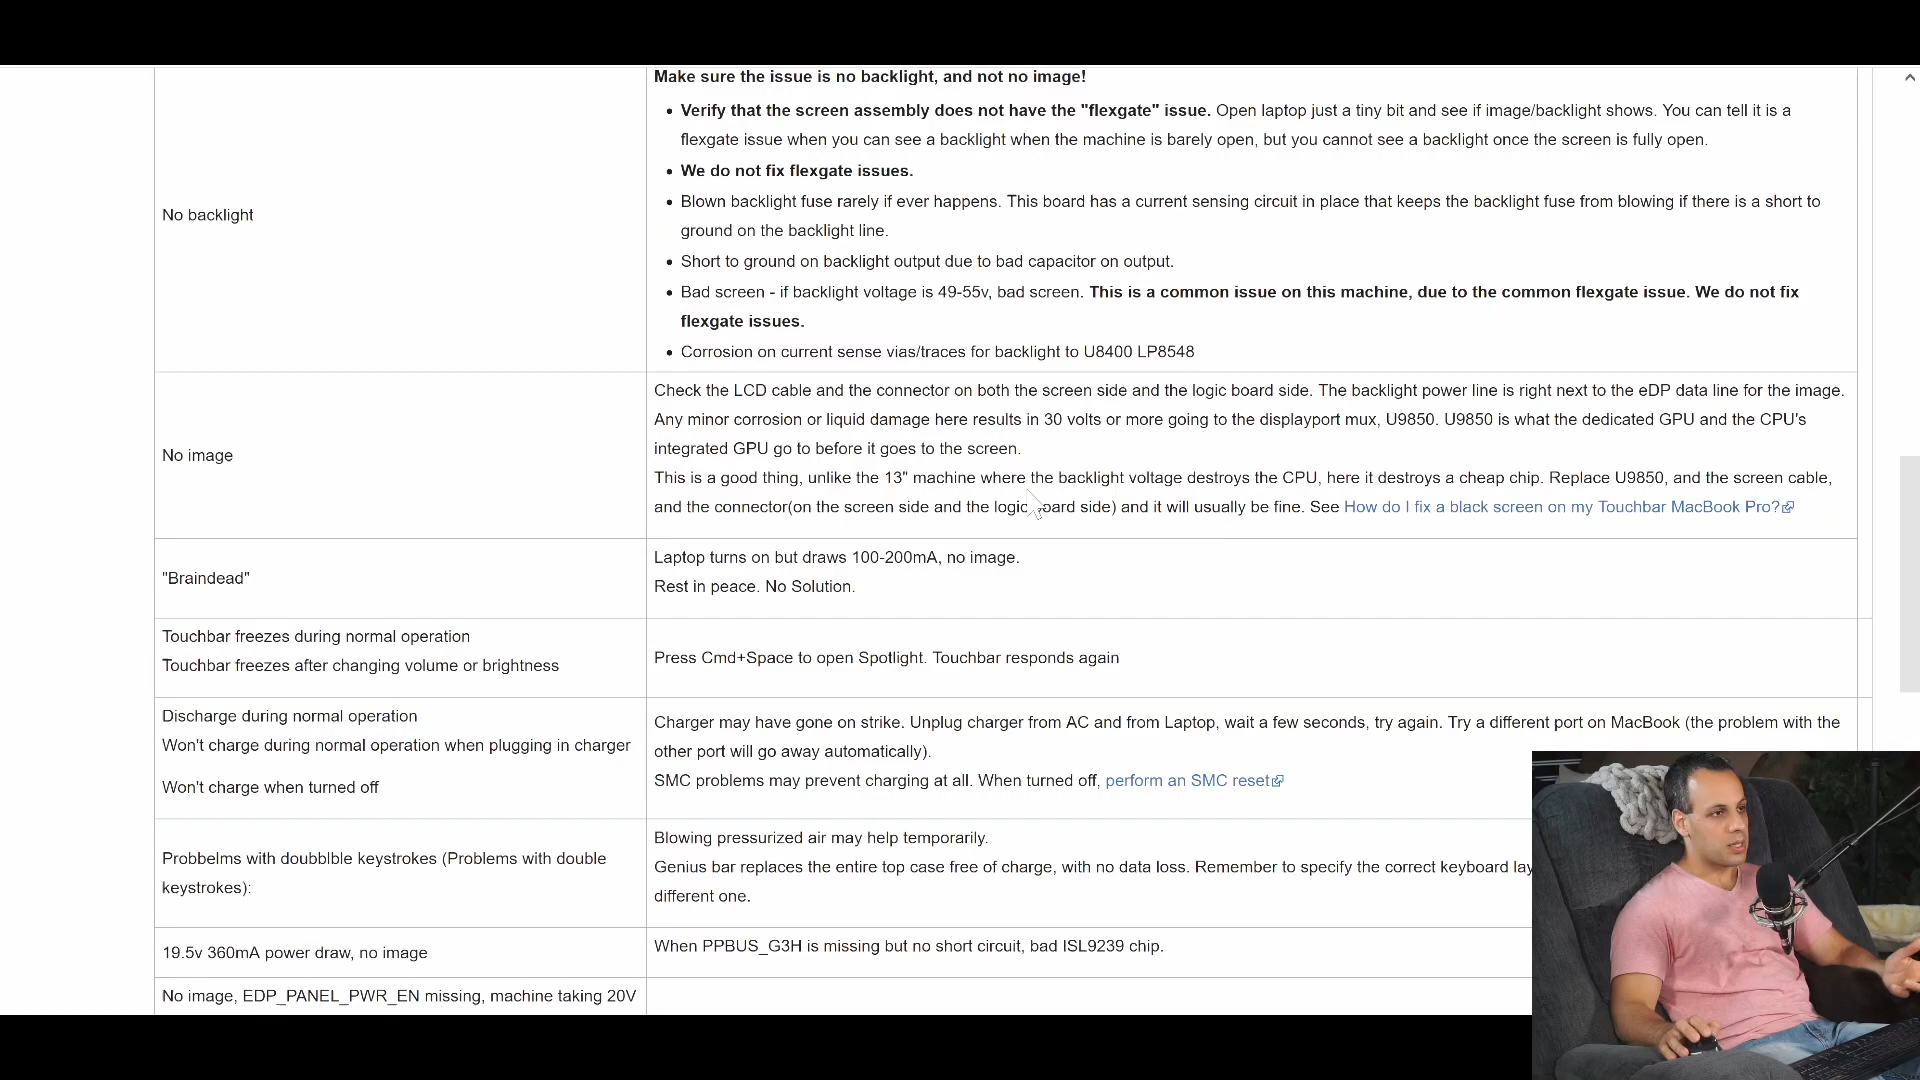 Make sure the issue is no backlight, and not no image!
• Verify that the screen assembly does not have the "flexgate" issue. Open laptop just a tiny bit and see if image/backlight shows. You can tell it is a
flexgate issue when you can see a backlight when the machine is barely open, but you cannot see a backlight once the screen is fully open.
• We do not fix flexgate issues.
No backlight
• Blown backlight fuse rarely if ever happens. This board has a current sensing circuit in place that keeps the backlight fuse from blowing if there is a short to
ground on the backlight line.
• Short to ground on backlight output due to bad capacitor on output.
• Bad screen - if backlight voltage is 49-55v, bad screen. This is a common issue on this machine, due to the common flexgate issue. We do not fix
flexgate issues.
• Corrosion on current sense vias/traces for backlight to U8400 LP8548
No image
Check the LCD cable and the connector on both the screen side and the logic board side. The backlight power line is right next to the eDP data line for the image.
Any minor corrosion or liquid damage here results in 30 volts or more going to the displayport mux, U9850. U9850 is what the dedicated GPU and the CPU's
integrated GPU go to before it goes to the screen.
This is a good thing, unlike the 13" machine where the backlight voltage destroys the CPU, here it destroys a cheap chip. Replace U9850, and the screen cable,
and the connector(on the screen side and the logic board side) and it will usually be fine. See How do I fix a black screen on my Touchbar MacBook Pro?
"Braindead"
Laptop turns on but draws 100-200mA, no image.
Rest in peace. No Solution.
Touchbar freezes during normal operation
Touchbar freezes after changing volume or brightness
Press Cmd+Space to open Spotlight. Touchbar responds again
Discharge during normal operation
Won't charge during normal operation when plugging in charger
Won't charge when turned off
Charger may have gone on strike. Unplug charger from AC and from Laptop, wait a few seconds, try again. Try a different port on MacBook (the problem with the
other port will go away automatically).
SMC problems may prevent charging at all. When turned off, perform an SMC reset
Probbelms with doubblble keystrokes (Problems with double
keystrokes):
Blowing pressurized air may help temporarily.
Genius bar replaces the entire top case free of charge, with no data loss. Remember to specify the correct keyboard lay
different one.
19.5v 360mA power draw, no image
When PPBUS_G3H is missing but no short circuit, bad ISL9239 chip.
No image, EDP_PANEL_PWR_EN missing, machine taking 20V